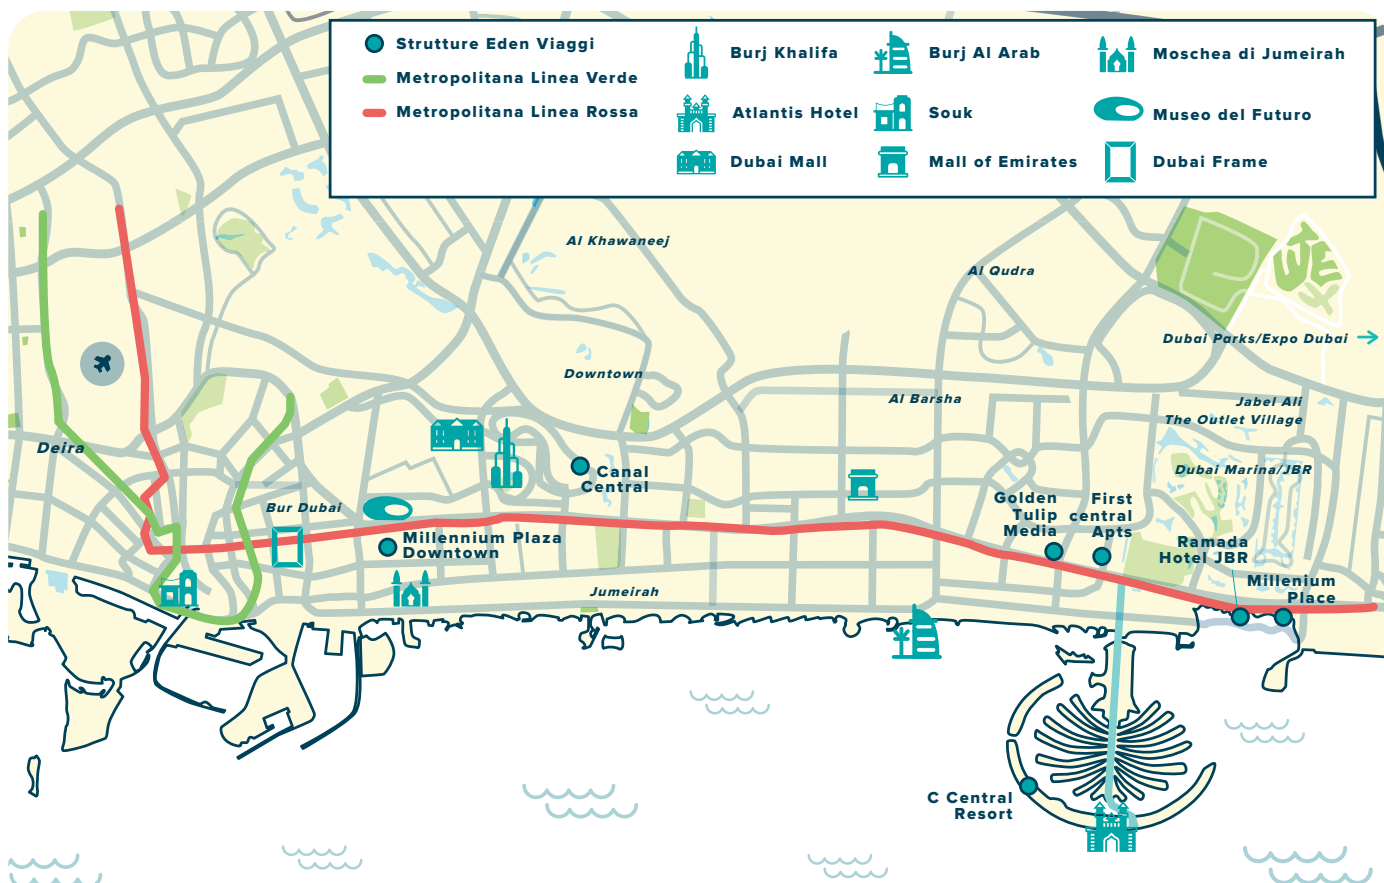 Strutture Eden Viaggi
Metropolitana Linea Verde
Metropolitana Linea Rossa
Burj Khalifa
Atlantis Hotel
Dubai Mall
Burj Al Arab
Souk
Mall of Emirates
Moschea di Jumeirah
Museo del Futuro
Dubai Frame
Al Khawaneej
Al Qudra
Dubai Parks/Expo Dubai
Downtown
Al Barsha
Jabel Ali
The Outlet Village
Deira
Dubai Marina/JBR
Canal
Central
Bur Dubai
Golden
Tulip
Media
First
central
Apts
Millennium Plaza
Downtown
Ramada
Hotel JBR
Millenium
Place
Jumeirah
C Central
Resort